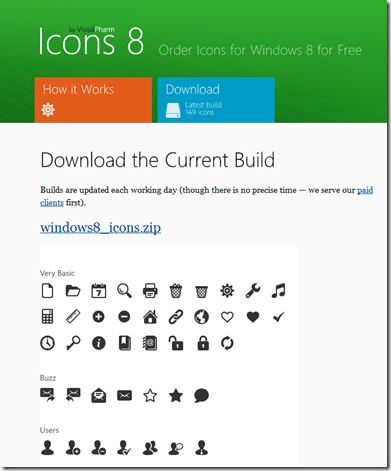 by VisualPharm
Icons 8
Order Icons for Windows 8 for Free
How it Works
Download
Latest build
149 icons
Download the Current Build
Builds are updated each working day (though there is no precise time — we serve our paid
clients first).
windows8_icons.zip
Very Basic
7
Buzz
Users